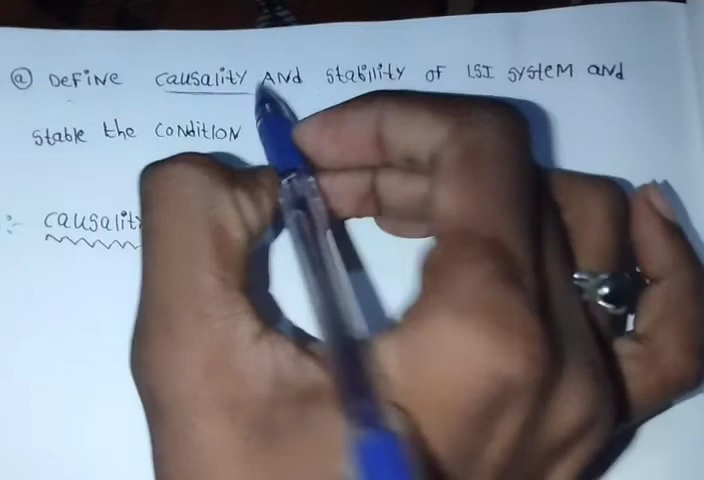 ⓐ DEFINE causality AND stability OF LSI system and
stable the CONDITION
:- causality